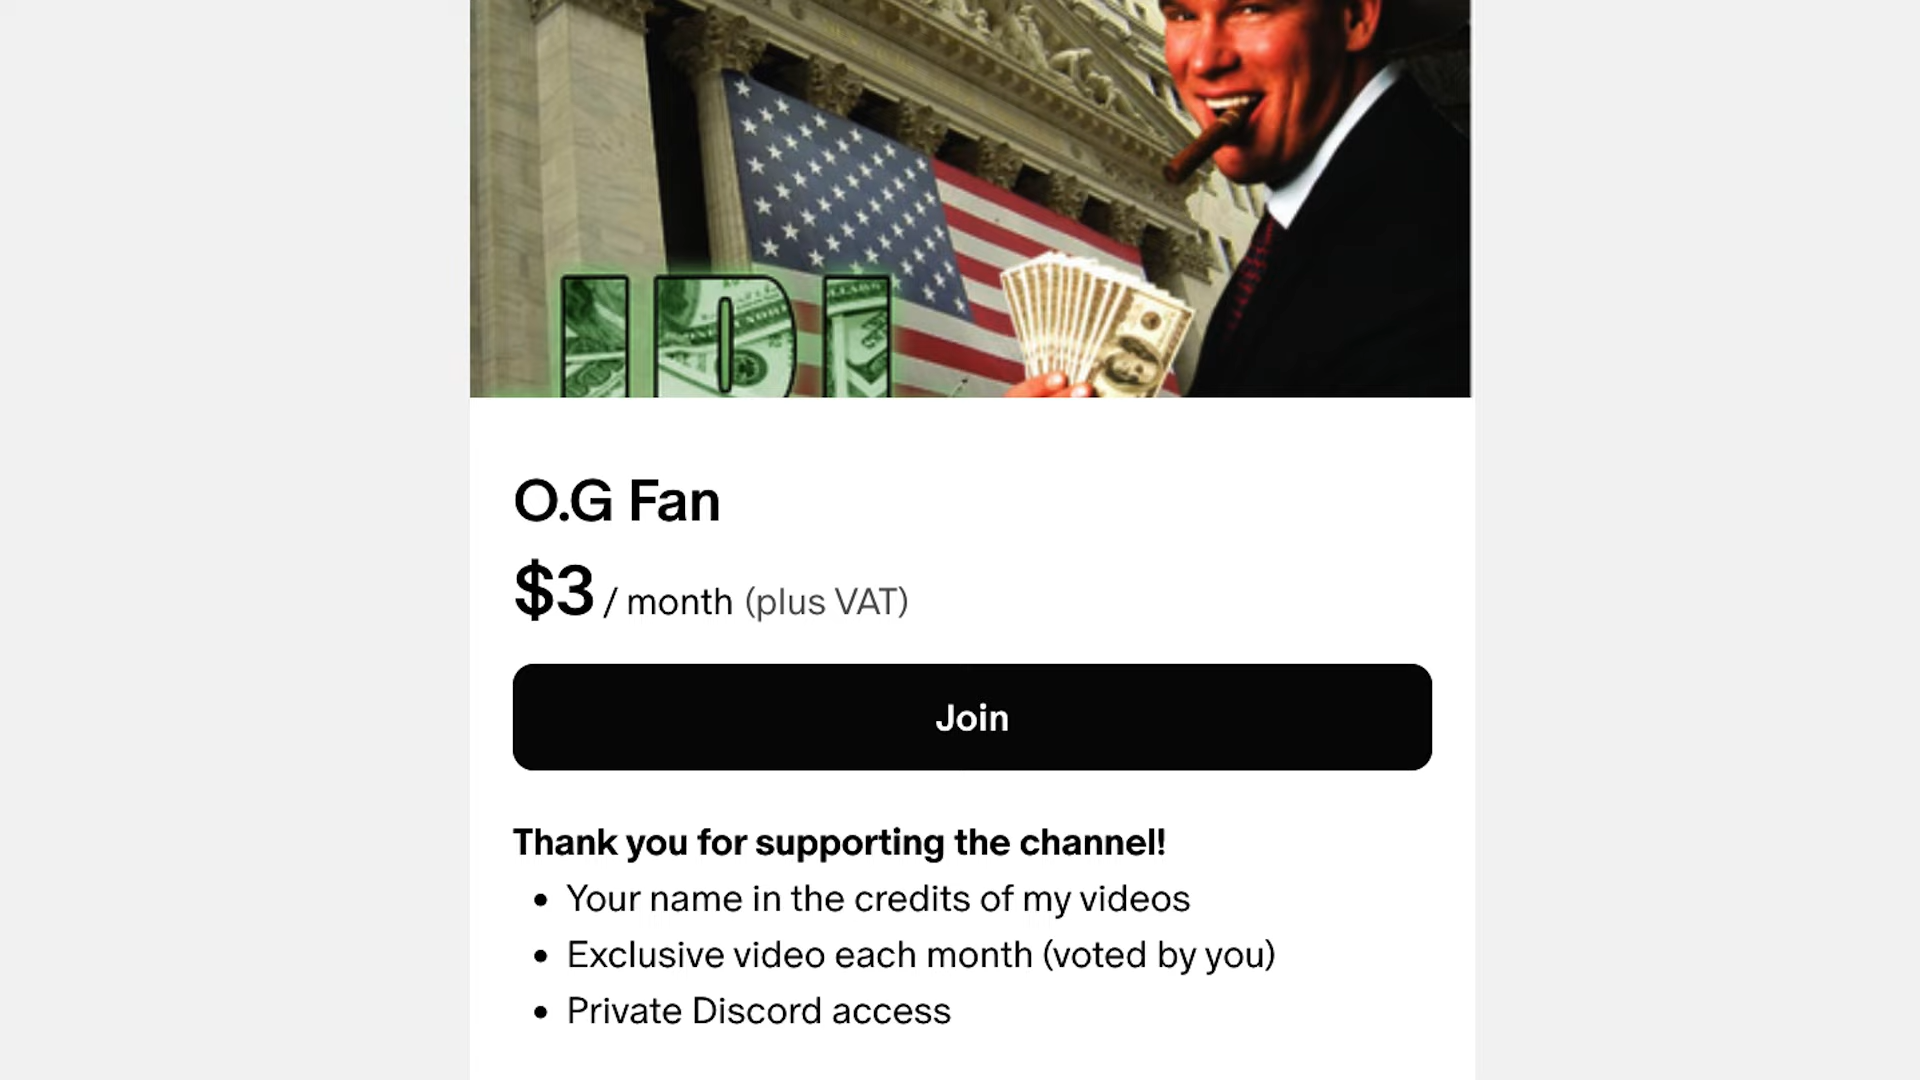 O.G Fan
$3 / month (plus VAT)
Join
Thank you for supporting the channel!
• Your name in the credits of my videos
• Exclusive video each month (voted by you)
• Private Discord access